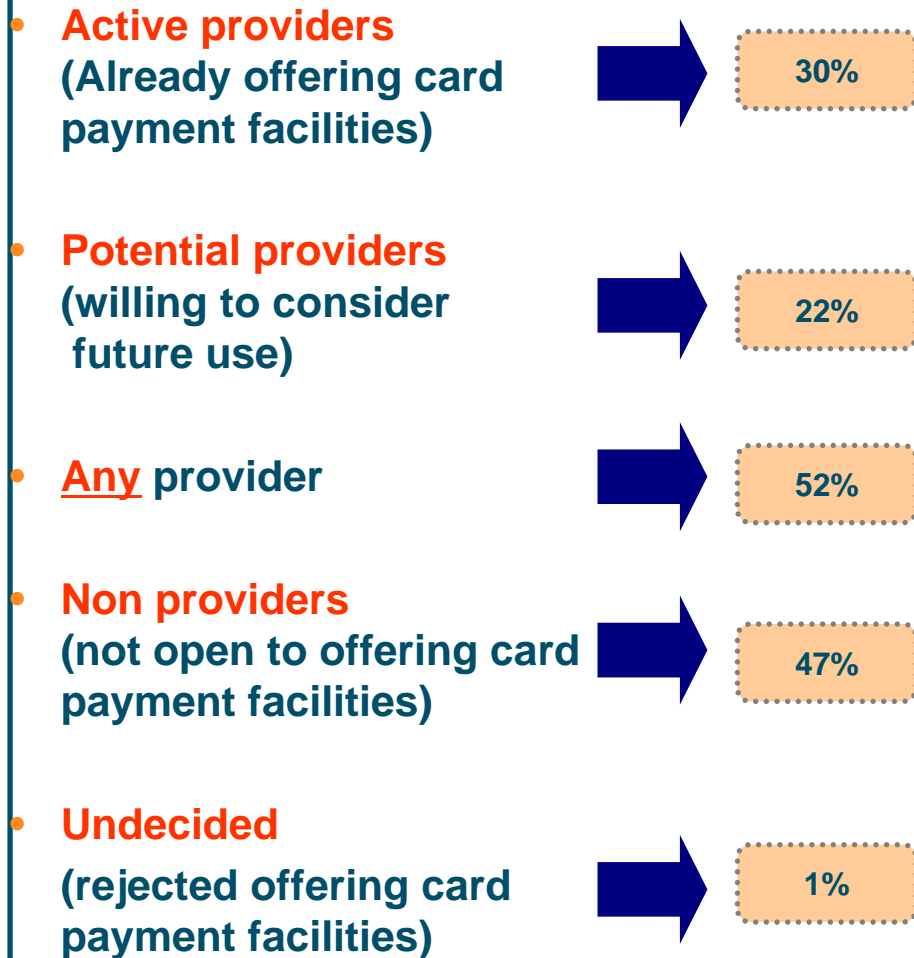 Active providers
(Already offering card
payment facilities)
30%
Potential providers
(willing to consider
future use)
22%
Any provider
52%
Non providers
(not open to offering card
payment facilities)
47%
Undecided
(rejected offering card
payment facilities)
1%